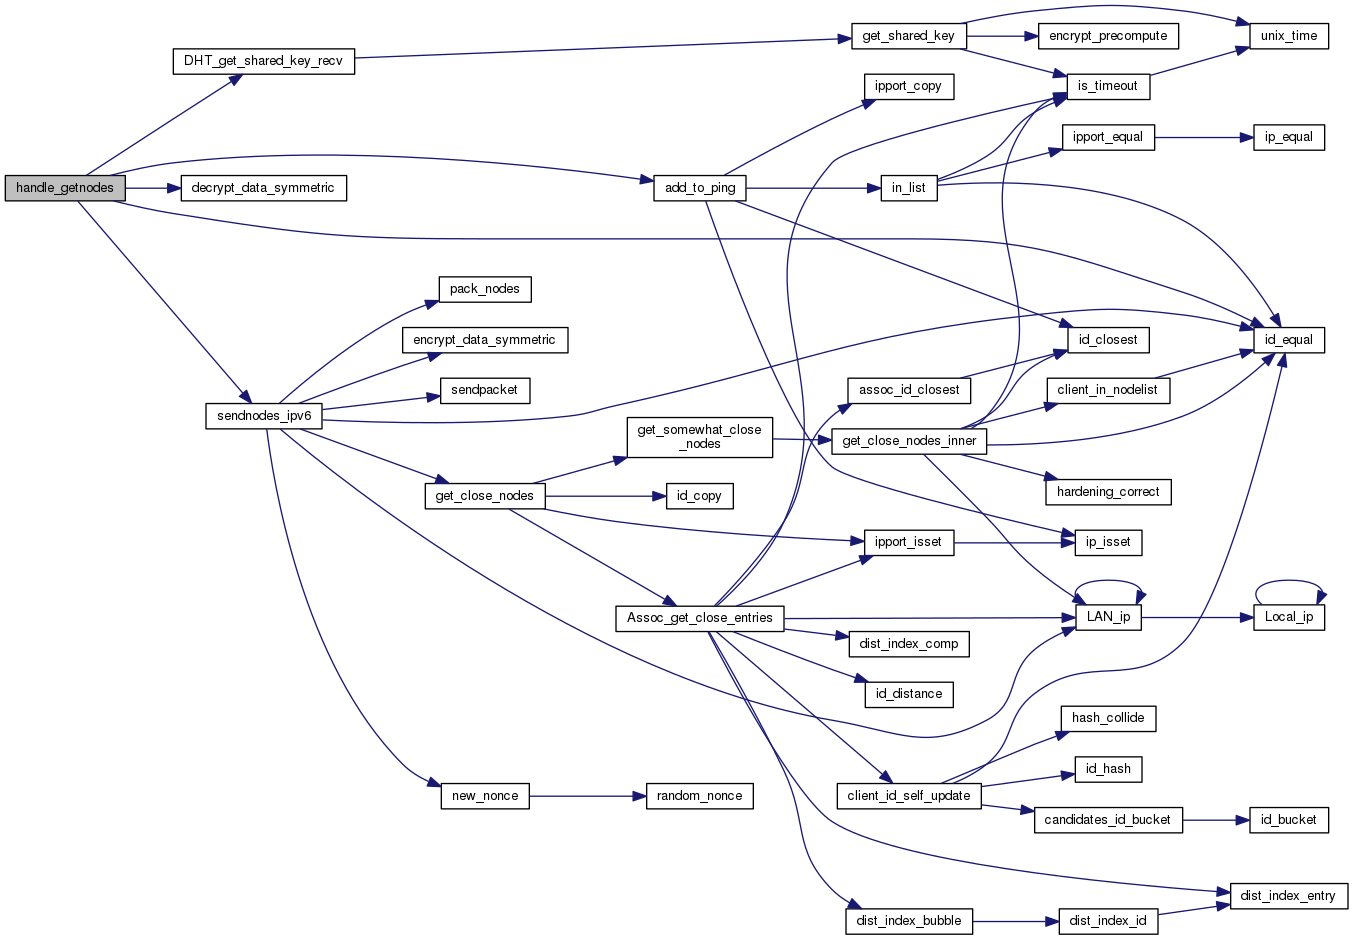 get_shared_key
encrypt_precompute
unix_time
DHT_get_shared_key_recv
ipport_copy
is_timeout
ipport_equal
ip_equal
handle_getnodes
decrypt_data_symmetric
add_to_ping
in_list
pack_nodes
encrypt_data_symmetric
id_closest
id_equal
sendpacket
assoc_id_closest
client_in_nodelist
sendnodes_ipv6
get_somewhat_close
_nodes
get_close_nodes_inner
get_close_nodes
id_copy
hardening_correct
ipport_isset
ip_isset
Assoc_get_close_entries
LAN_ip
Local_ip
dist_index_comp
id_distance
hash_collide
id_hash
new_nonce
random_nonce
client_id_self_update
candidates_id_bucket
id_bucket
dist_index_entry
dist_index_bubble
dist_index_id